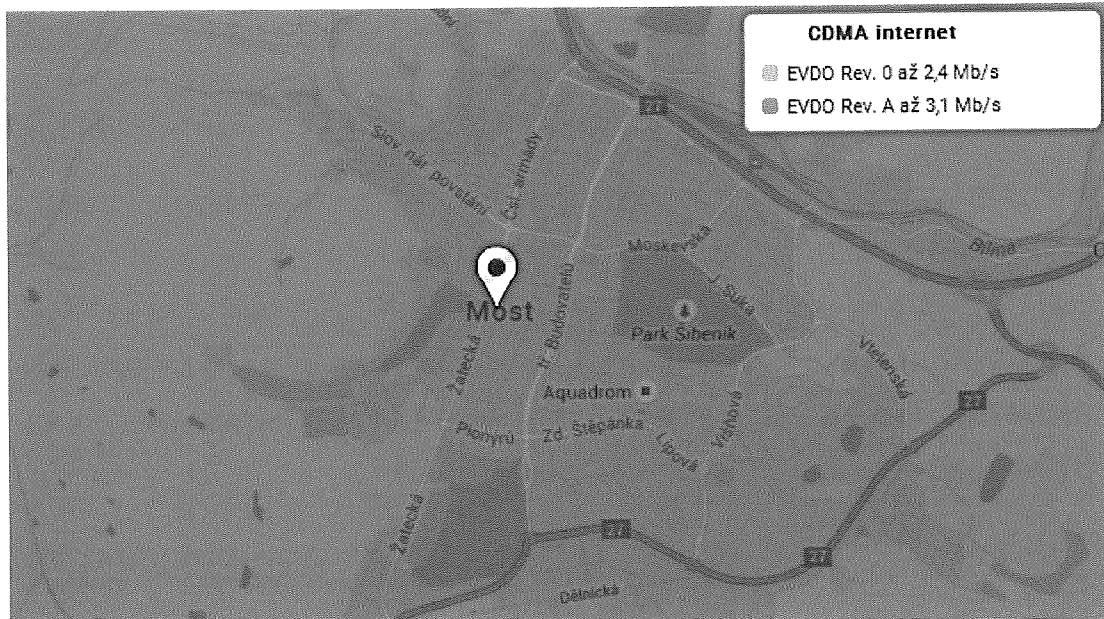 CDMA internet
EVDO Rev. 0 až 2,4 Mb/s
EVDO Rev. A až 3,1 Mb/s
27
Slov. nár. povstání
Čsl. armády
Moskevská
Bílina
J. Suka
Most
Park Šibeník
tř. Budovatelů
Žatecká
Vtelenská
Aquadrom
27
Višňová
Pionýrů
Zd. Štěpánka
Lipová
Žatecká
27
27
Dělnická